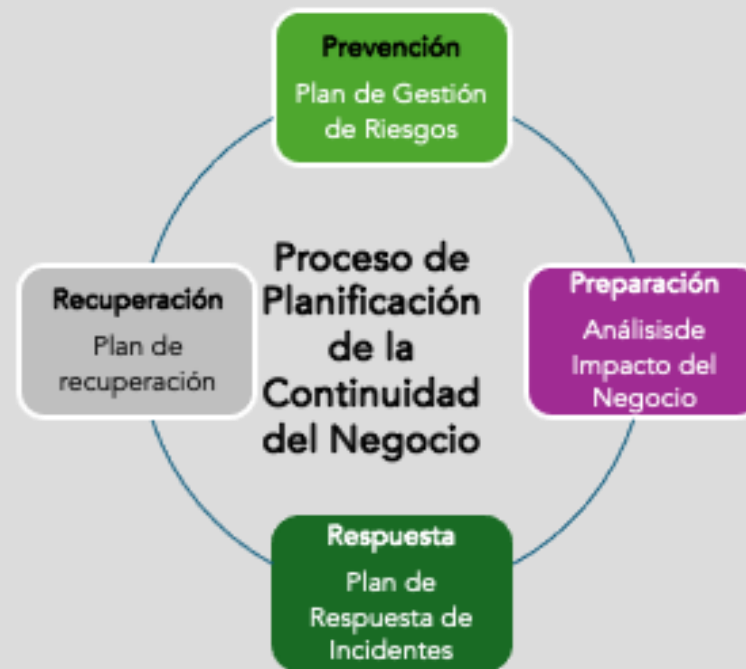 Prevención
Plan de Gestión
de Riesgos
Proceso de
Planificación
de la
Continuidad
del Negocio
Preparación
Análisisde
Impacto del
Negocio
Respuesta
Plan de
Respuesta de
Incidentes
Recuperación
Plan de
recuperación